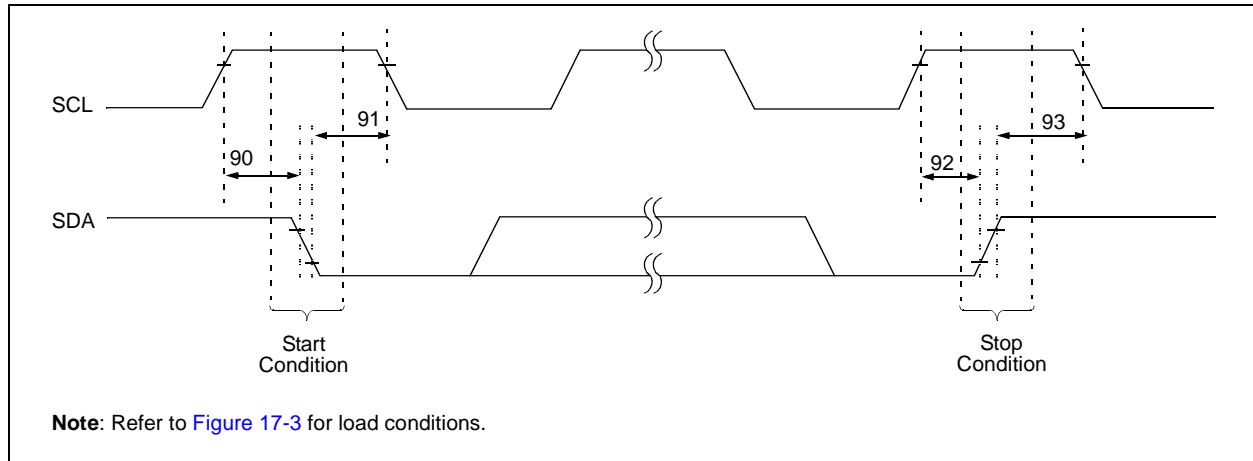 SCL
91
93
90
92
SDA
Start
Condition
Stop
Condition
Note: Refer to Figure 17-3 for load conditions.